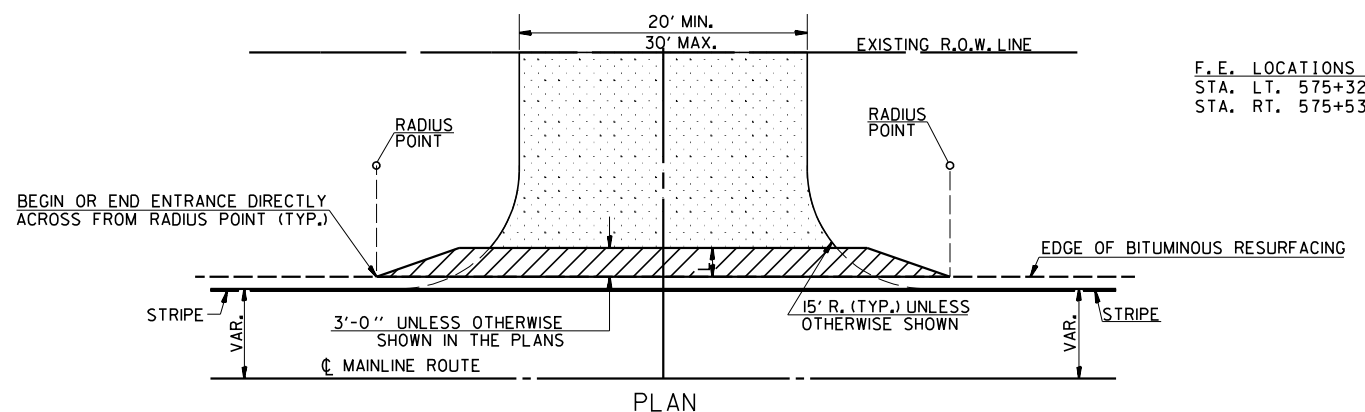 20' MIN.
30' MAX.
EXISTING R.O.W. LINE
F.E. LOCATIONS
STA. LT. 575+32
STA. RT. 575+53
RADIUS
POINT
RADIUS
POINT
BEGIN OR END ENTRANCE DIRECTLY
ACROSS FROM RADIUS POINT (TYP.)
EDGE OF BITUMINOUS RESURFACING
STRIPE
3'-0" UNLESS OTHERWISE
SHOWN IN THE PLANS
15' R. (TYP.) UNLESS
OTHERWISE SHOWN
STRIPE
VAR.
VAR.
℄ MAINLINE ROUTE
PLAN